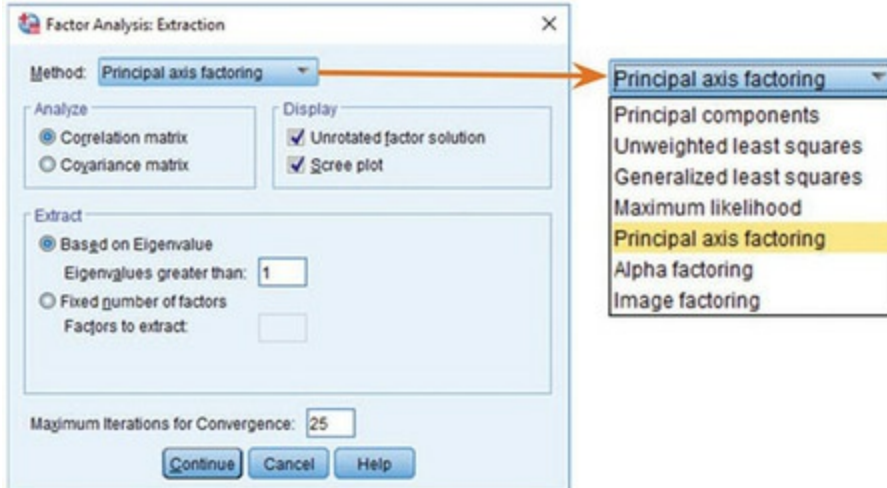 Factor Analysis: Extraction
Method: Principal axis factoring
Analyze
Correlation matrix
Covariance matrix
Display
Unrotated factor solution
Scree plot
Extract
Based on Eigenvalue
Eigenvalues greater than: 1
Fixed number of factors
Factors to extract:
Maximum Iterations for Convergence: 25
Continue Cancel Help
Principal axis factoring
Principal components
Unweighted least squares
Generalized least squares
Maximum likelihood
Principal axis factoring
Alpha factoring
Image factoring